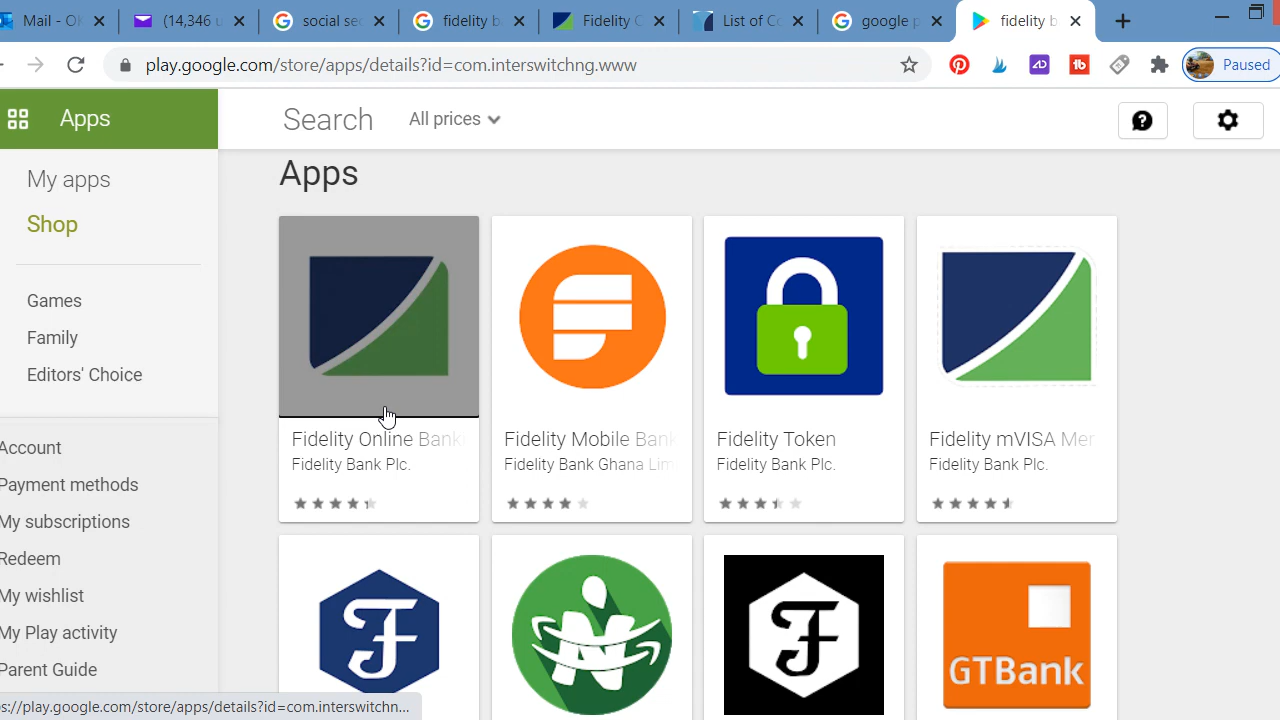 Mail - O
(14,346 u
social sec
fidelity b
Fidelity C
List of Co
google p
fidelity b
play.google.com/store/apps/details?id=com.interswitchng.www
Paused
Apps
Search
All prices
My apps
Shop
Games
Family
Editors' Choice
Account
Payment methods
My subscriptions
Redeem
My wishlist
My Play activity
Parent Guide
Apps
Fidelity Online Bank
Fidelity Bank Plc.
Fidelity Mobile Bank
Fidelity Bank Ghana Lim
Fidelity Token
Fidelity Bank Plc.
Fidelity mVISA Mer
Fidelity Bank Plc.
F
N
F
GTBank
s://play.google.com/store/apps/details?id=com.interswitchn...